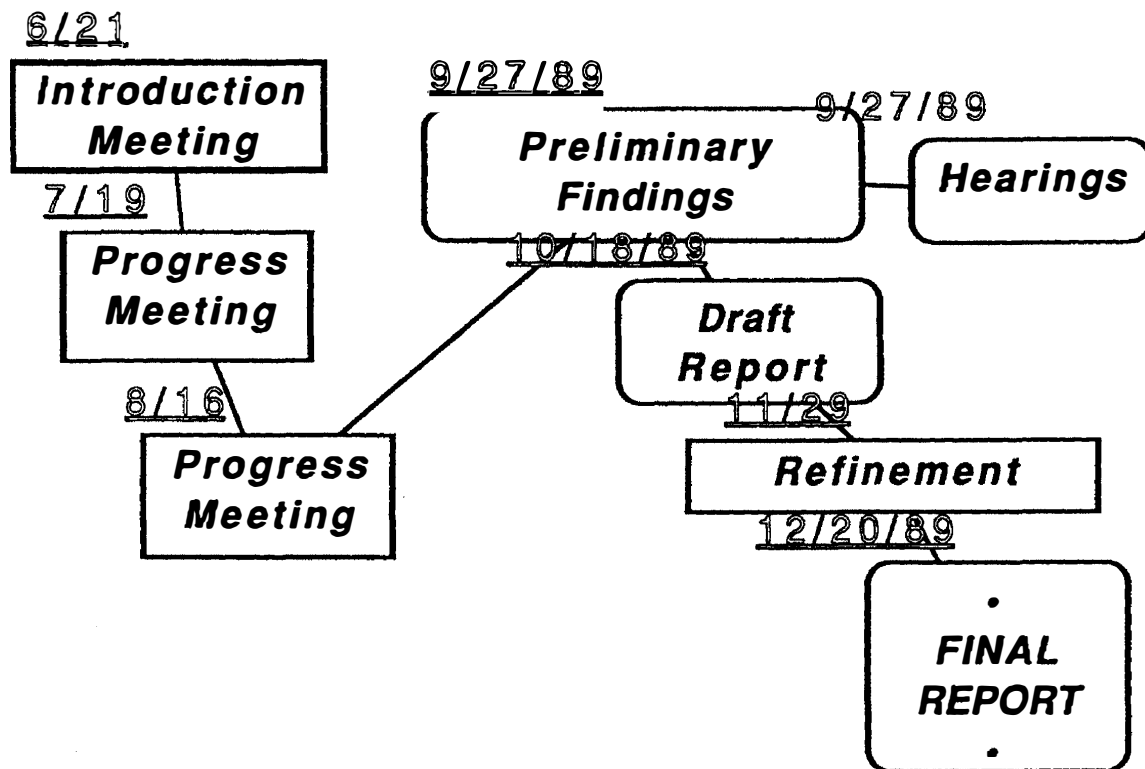 6/21
Introduction
Meeting
7/19
Progress
Meeting
8/16
Progress
Meeting
9/27/89
Preliminary
Findings
9/27/89
Hearings
10/18/89
Draft
Report
11/29
Refinement
12/20/89
•
FINAL
REPORT
•